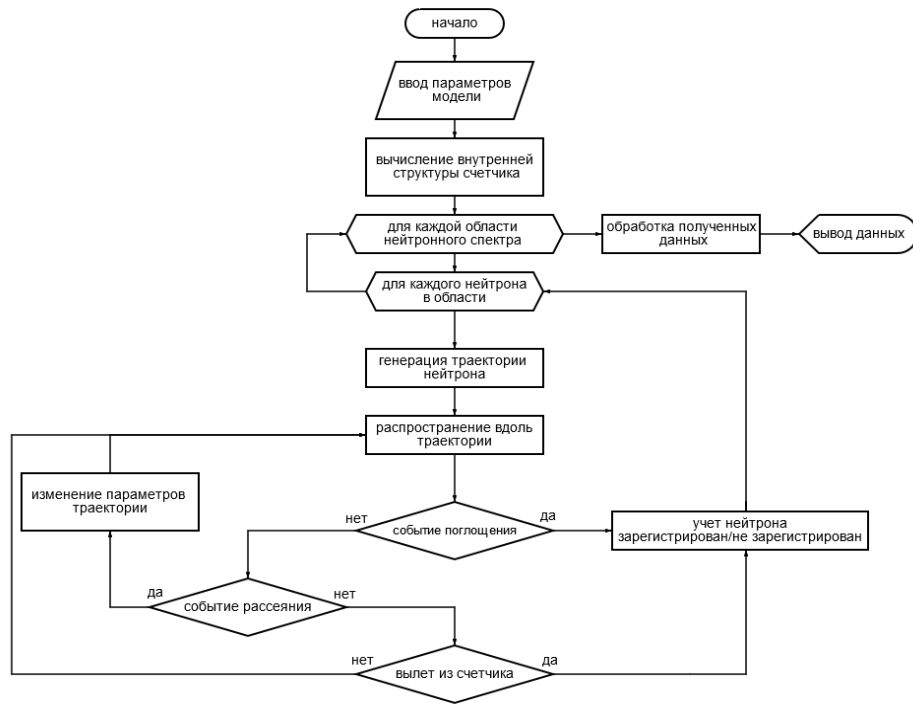 начало
ввод параметров
модели
вычисление внутренней
структуры счетчика
для каждой области
нейтронного спектра
обработка полученных
данных
вывод данных
для каждого нейтрона
в области
генерация траектории
нейтрона
распространение вдоль
траектории
изменение параметров
траектории
нет
событие поглощения
да
учет нейтрона
зарегистрирован/не зарегистрирован
да
событие рассеяния
нет
нет
вылет из счетчика
да